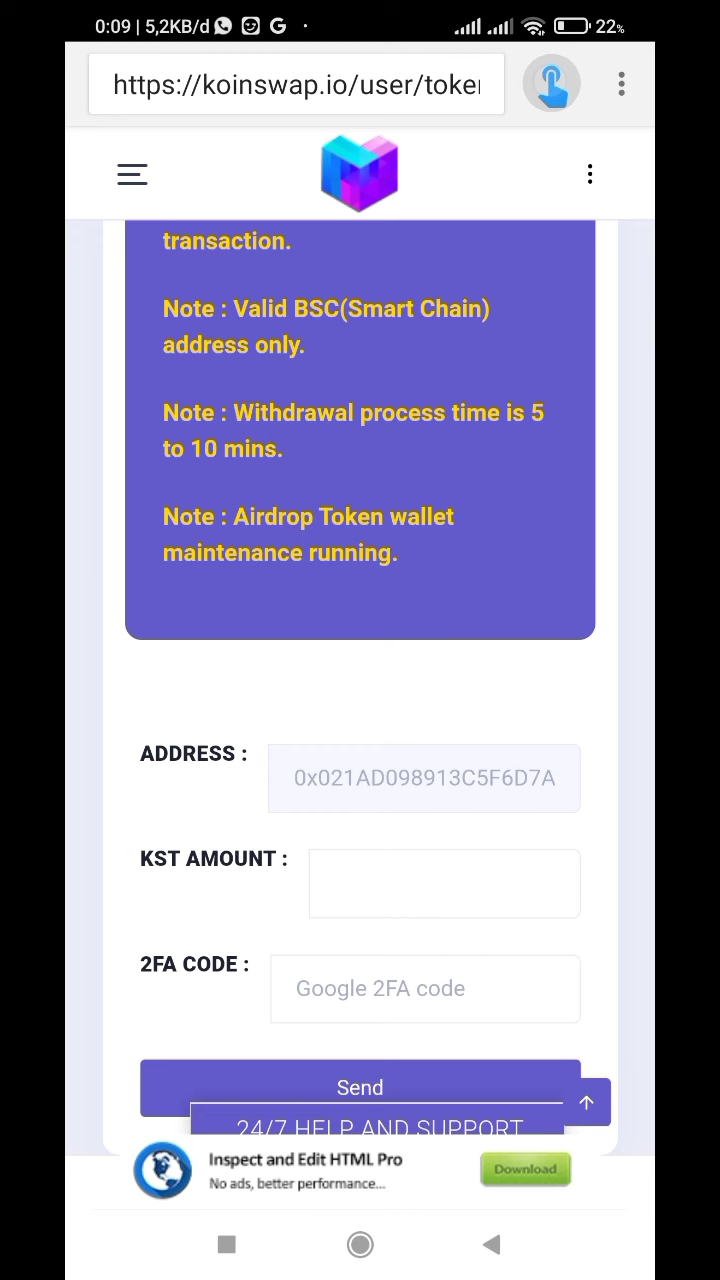 0:09 | 5,2KB/d
22%
https://koinswap.io/user/token
transaction.
Note : Valid BSC(Smart Chain)
address only.
Note : Withdrawal process time is 5
to 10 mins.
Note : Airdrop Token wallet
maintenance running.
ADDRESS :
0x021AD098913C5F6D7A
KST AMOUNT :
2FA CODE :
Google 2FA code
Send
24/7 HELP AND SUPPORT
Inspect and Edit HTML Pro
No ads, better performance...
Download